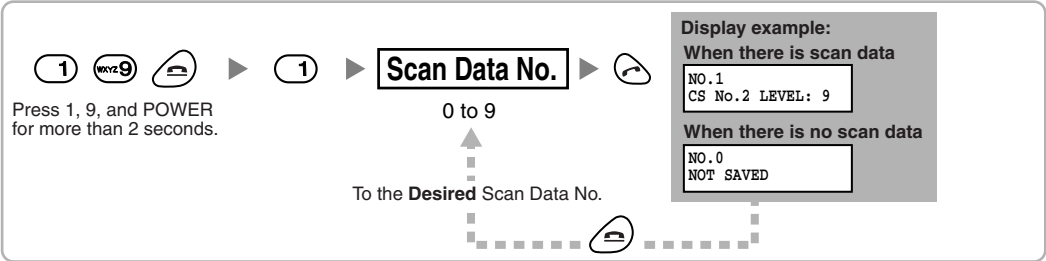 1) WXYZ 9 1) Scan Data No.
Press 1, 9, and POWER
for more than 2 seconds.
0 to 9
To the Desired Scan Data No.
Display example:
When there is scan data
NO.1
CS No.2 LEVEL: 9
When there is no scan data
NO.0
NOT SAVED